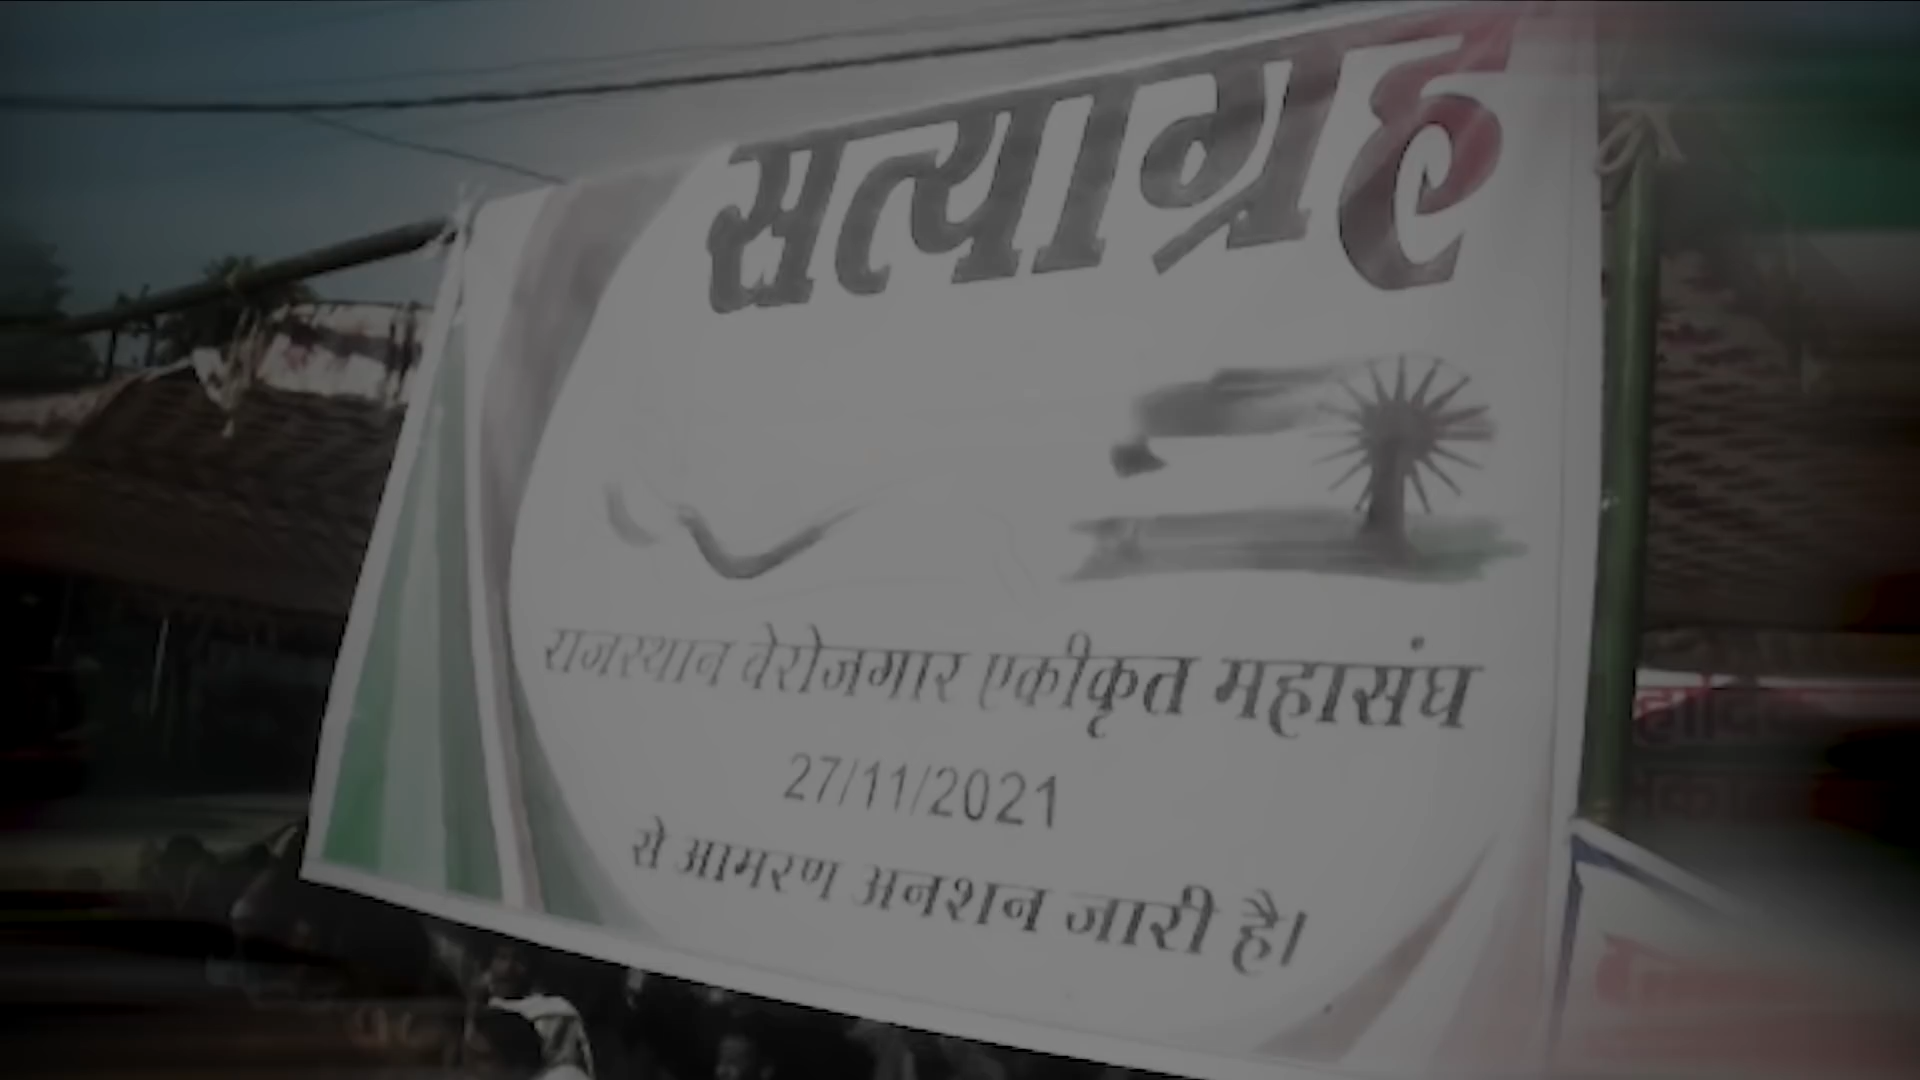 सत्याग्रह
राजस्थान बेरोजगार एकीकृत महासंघ
27/11/2021
से आमरण अनशन जारी है।